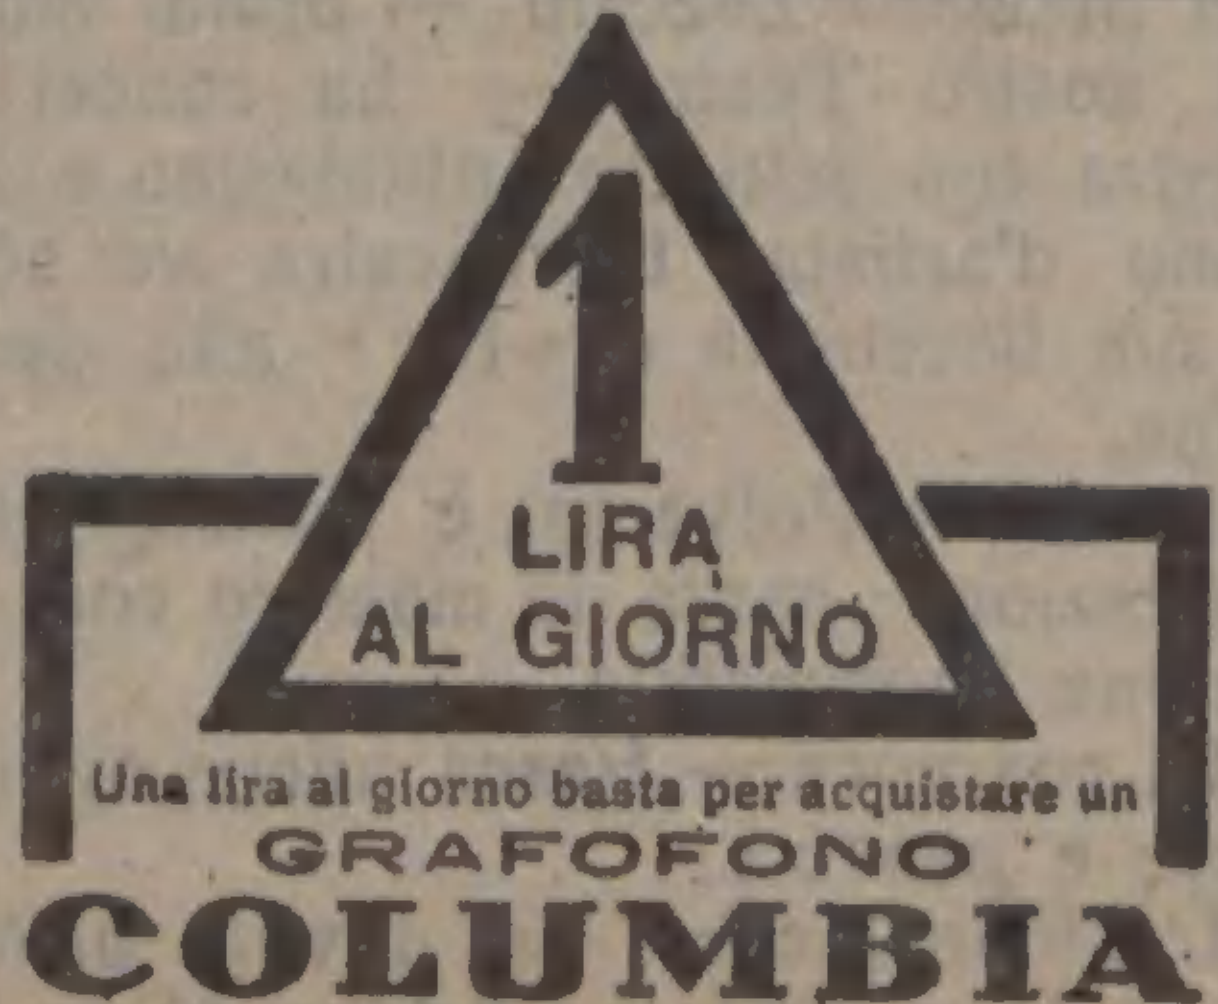 1
LIRA
AL GIORNO
Una lira al giorno basta per acquistare un
GRAFOFONO
COLUMBIA